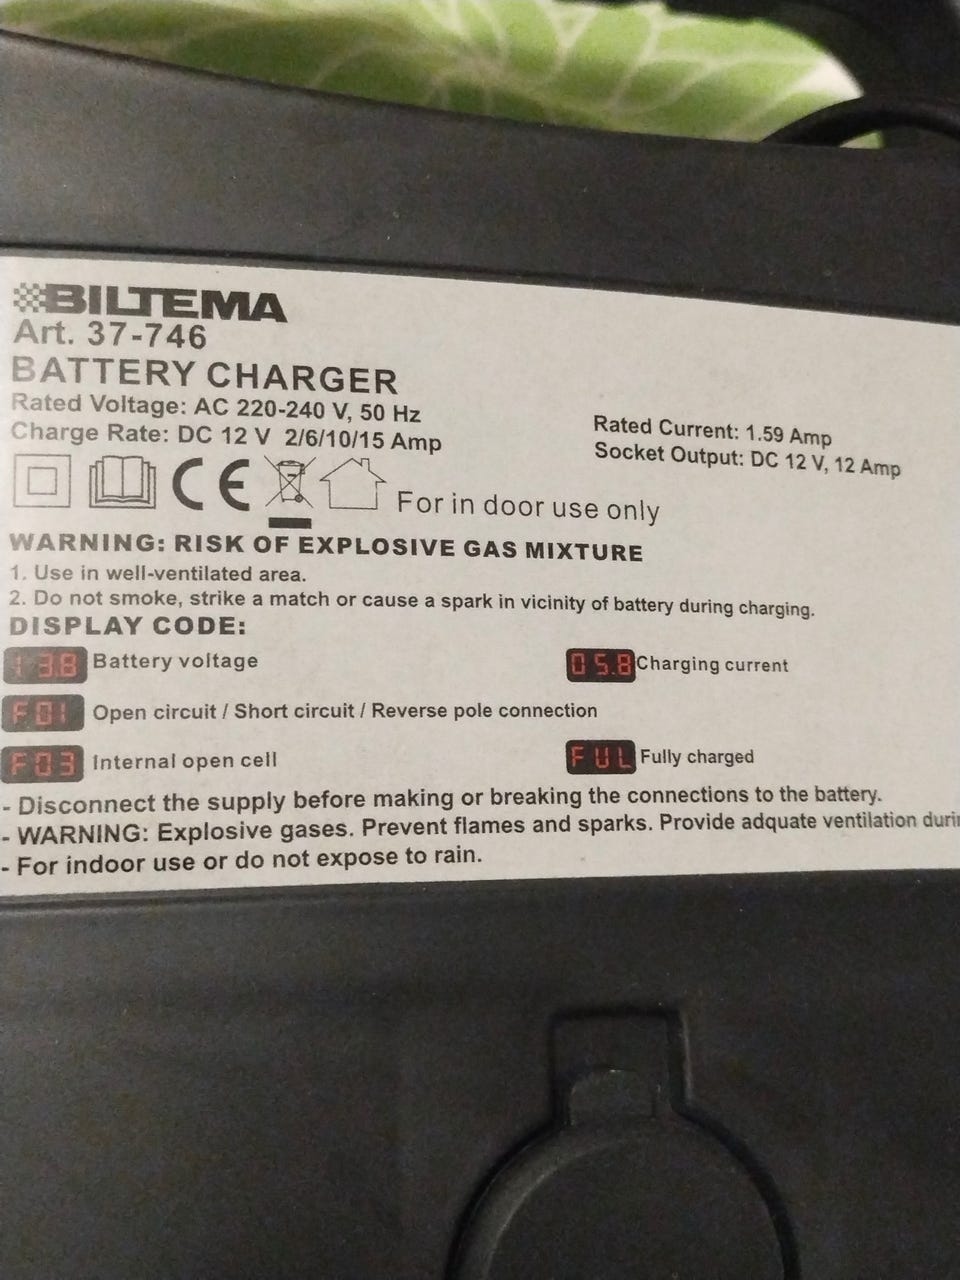 BILTEMA
Art. 37-746
BATTERY CHARGER
Rated Voltage: AC 220-240 V, 50 Hz
Charge Rate: DC 12 V 2/6/10/15 Amp
Rated Current: 1.59 Amp
Socket Output: DC 12 V, 12 Amp
CE
For in door use only
WARNING: RISK OF EXPLOSIVE GAS MIXTURE
1. Use in well-ventilated area.
2. Do not smoke, strike a match or cause a spark in vicinity of battery during charging.
DISPLAY CODE:
13.8 Battery voltage
05.8 Charging current
F01 Open circuit / Short circuit / Reverse pole connection
F03 Internal open cell
FUL Fully charged
- Disconnect the supply before making or breaking the connections to the battery.
- WARNING: Explosive gases. Prevent flames and sparks. Provide adquate ventilation
- For indoor use or do not expose to rain.